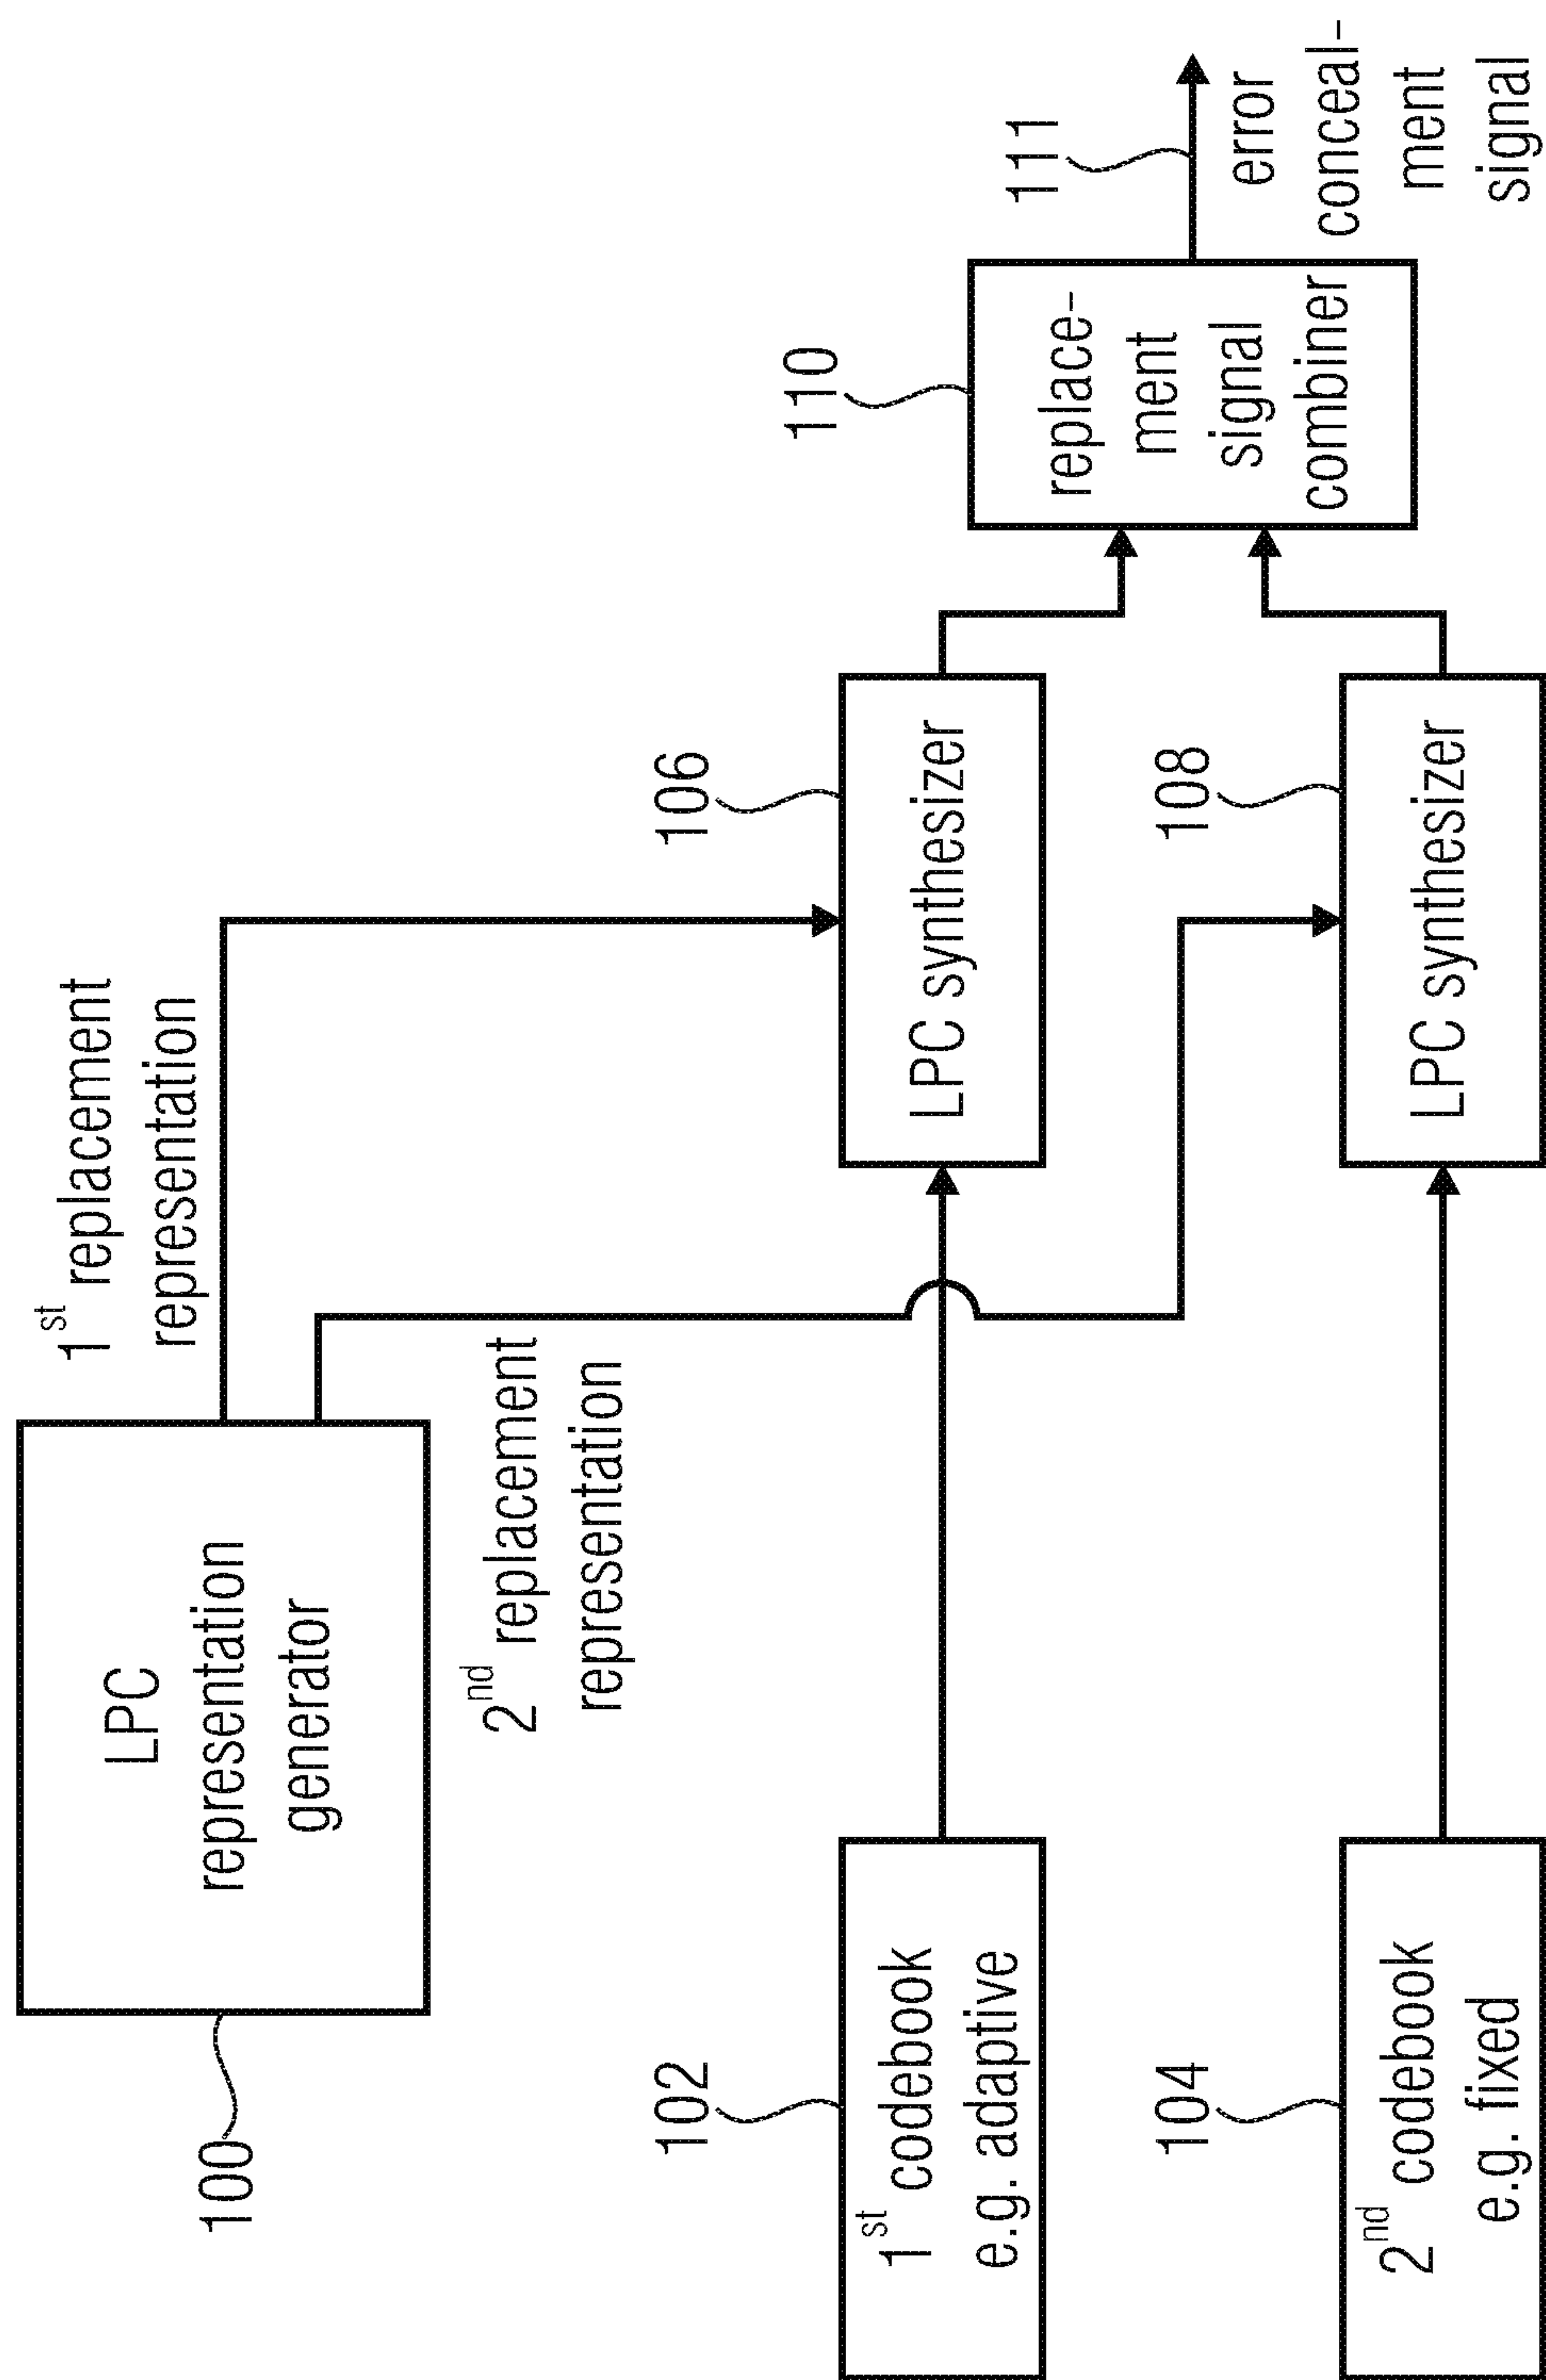 LPC
representation
generator
100
1st replacement
representation
2nd replacement
representation
102
1st codebook
e.g. adaptive
106
LPC synthesizer
110
replace-
ment
signal
combiner
111
error
conceal-
ment
signal
104
2nd codebook
e.g. fixed
108
LPC synthesizer